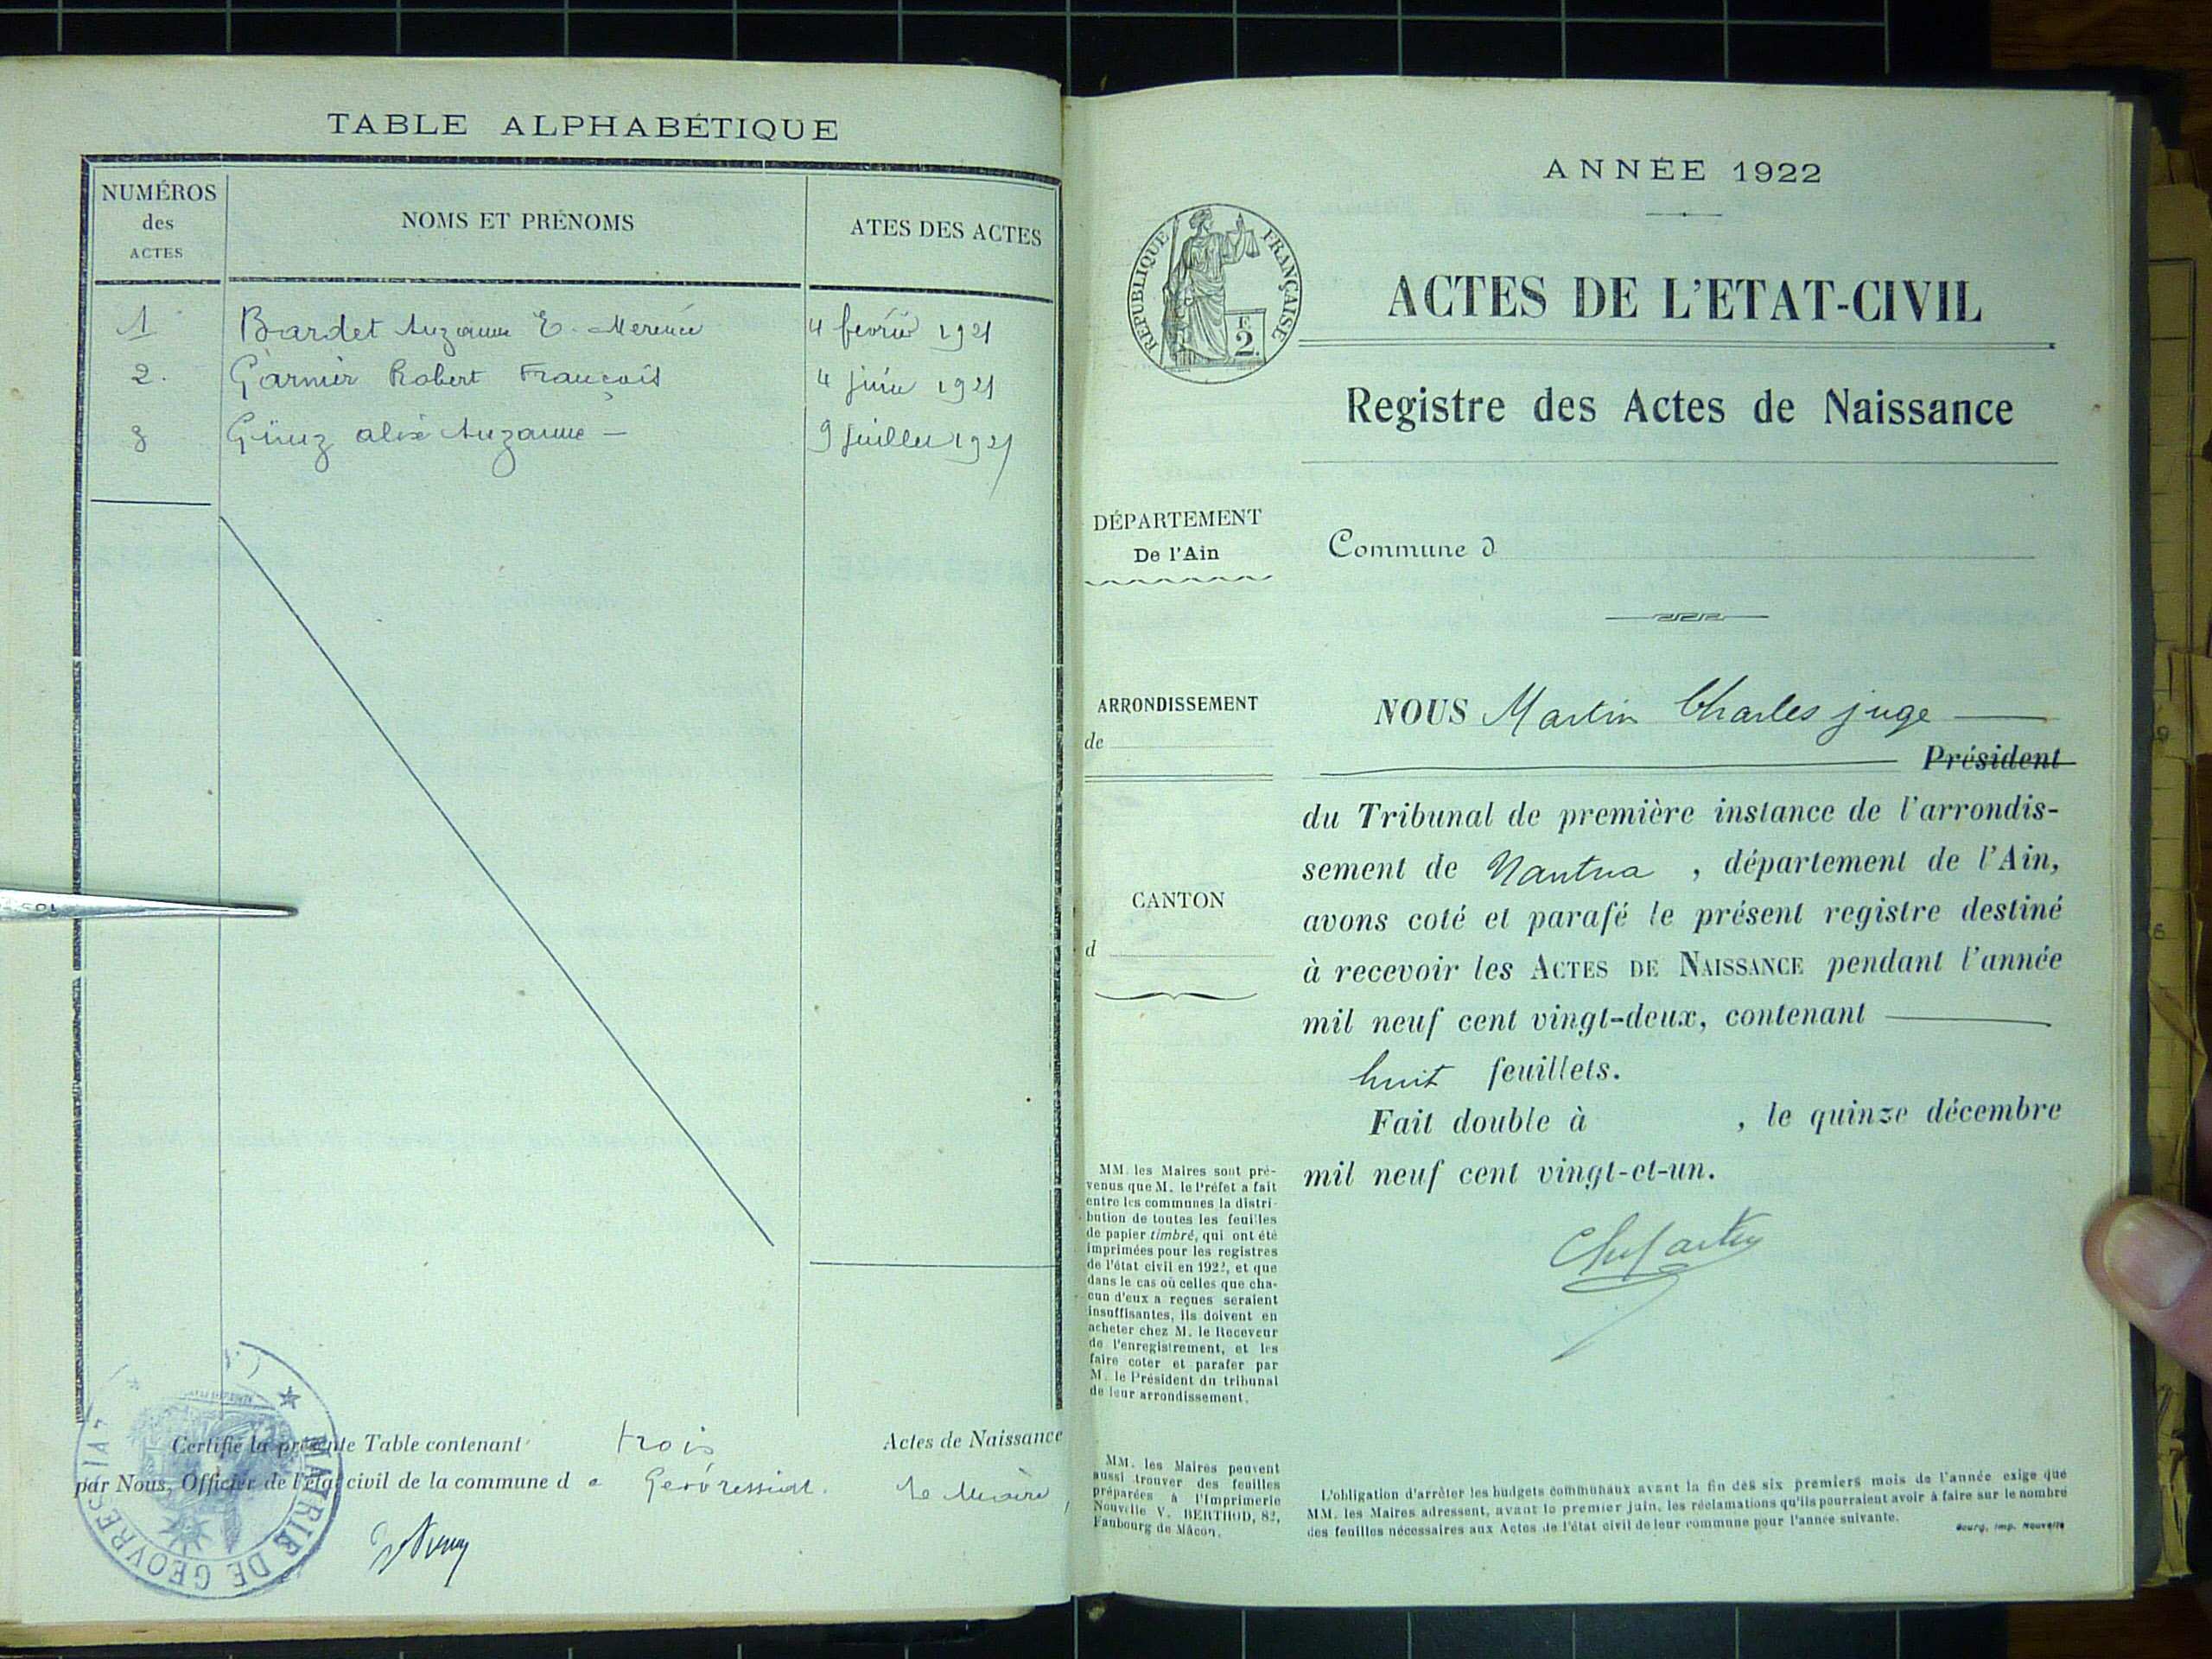 TABLE ALPHABÉTIQUE
NUMÉROS
des
ACTES
NOMS ET PRÉNOMS
ATES DES ACTES
1 Bardet Suzanne E. 4 février 1921
2. Garnier Robert François 4 juin 1921
3 Alice Suzanne — 9 juillet 1921
Certifié la présente Table contenant trois Actes de Naissance
par Nous, Officier de l'état civil de la commune de Geovressiat. Le Maire,
MAIRIE DE GEOVRESSIAT
ANNÉE 1922
RÉPUBLIQUE FRANÇAISE
F.
2.
ACTES DE L'ETAT-CIVIL
Registre des Actes de Naissance
DÉPARTEMENT
De l'Ain
Commune d
ARRONDISSEMENT
de
CANTON
d
NOUS Martin Charles juge —
Président
du Tribunal de première instance de l'arrondis-
sement de Nantua , département de l'Ain,
avons coté et parafé le présent registre destiné
à recevoir les ACTES DE NAISSANCE pendant l'année
mil neuf cent vingt-deux, contenant
huit feuillets.
Fait double à , le quinze décembre
mil neuf cent vingt-et-un.
MM. les Maires sont pré-
venus que M. le Préfet a fait
entre les communes la distri-
bution de toutes les feuilles
de papier timbré, qui ont été
imprimées pour les registres
de l'état civil en 1922, et que
dans le cas où celles que cha-
cun d'eux a reçues seraient
insuffisantes, ils doivent en
acheter chez M. le Receveur
de l'enregistrement, et les
faire coter et parafer par
M. le Président du tribunal
de leur arrondissement.
MM. les Maires peuvent
aussi trouver des feuilles
préparées à l'Imprimerie
Nouvelle V. BERTHOD, 82,
Faubourg de Mâcon.
L'obligation d'arrêter les budgets communaux avant la fin des six premiers mois de l'année exige que
MM. les Maires adressent, avant le premier juin, les réclamations qu'ils pourraient avoir à faire sur le nombre
des feuilles nécessaires aux Actes de l'état civil de leur commune pour l'année suivante.
Bourg, Imp. Nouvelle